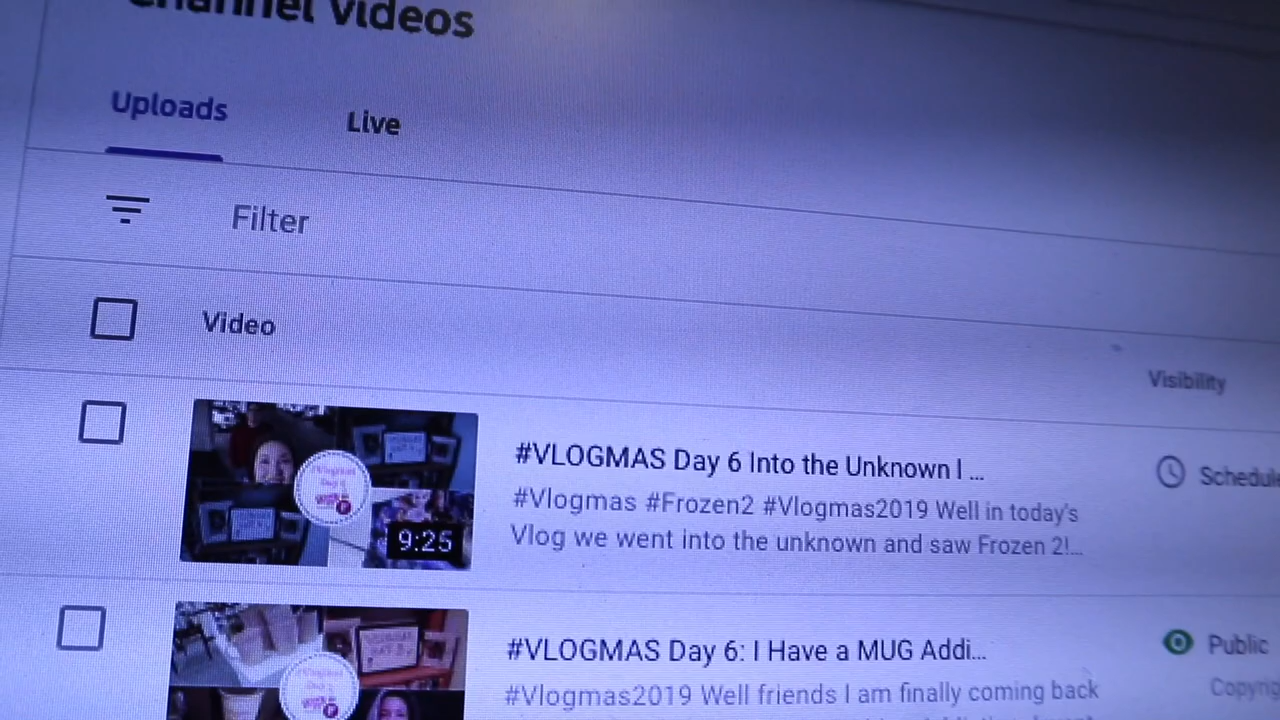 Channel videos
Uploads
Live
Filter
Video
Visibility
#VLOGMAS Day 6 Into the Unknown I ...
#Vlogmas #Frozen2 #Vlogmas2019 Well in today's
Vlog we went into the unknown and saw Frozen 2!...
9:25
Schedule
#VLOGMAS Day 6: I Have a MUG Addi...
#Vlogmas2019 Well friends I am finally coming back
Public
Copyrig